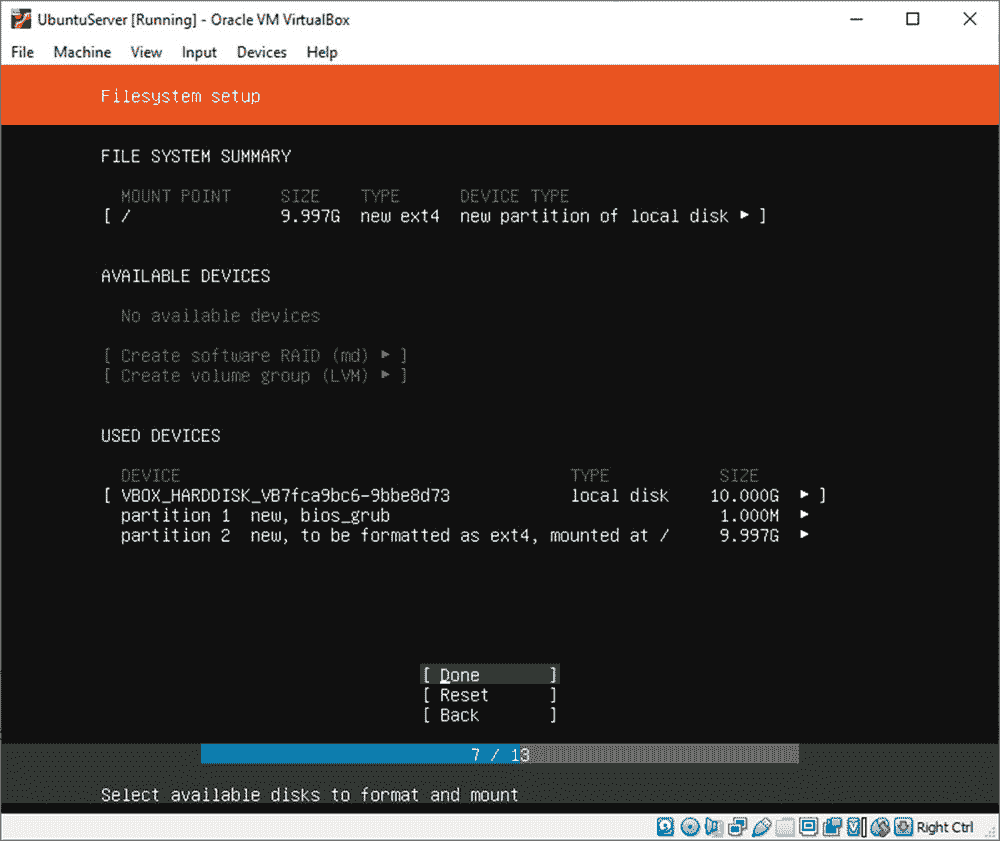 UbuntuServer [Running] - Oracle VM VirtualBox
File Machine View Input Devices Help
Filesystem setup
FILE SYSTEM SUMMARY
MOUNT POINT SIZE TYPE DEVICE TYPE
[ / 9.997G new ext4 new partition of local disk ► ]
AVAILABLE DEVICES
No available devices
[ Create software RAID (md) ► ]
[ Create volume group (LVM) ► ]
USED DEVICES
DEVICE TYPE SIZE
[ VBOX_HARDDISK_VB7fca9bc6-9bbe8d73 local disk 10.000G ► ]
partition 1 new, bios_grub 1.000M ►
partition 2 new, to be formatted as ext4, mounted at / 9.997G ►
[ Done ]
[ Reset ]
[ Back ]
7 / 13
Select available disks to format and mount
Right Ctrl